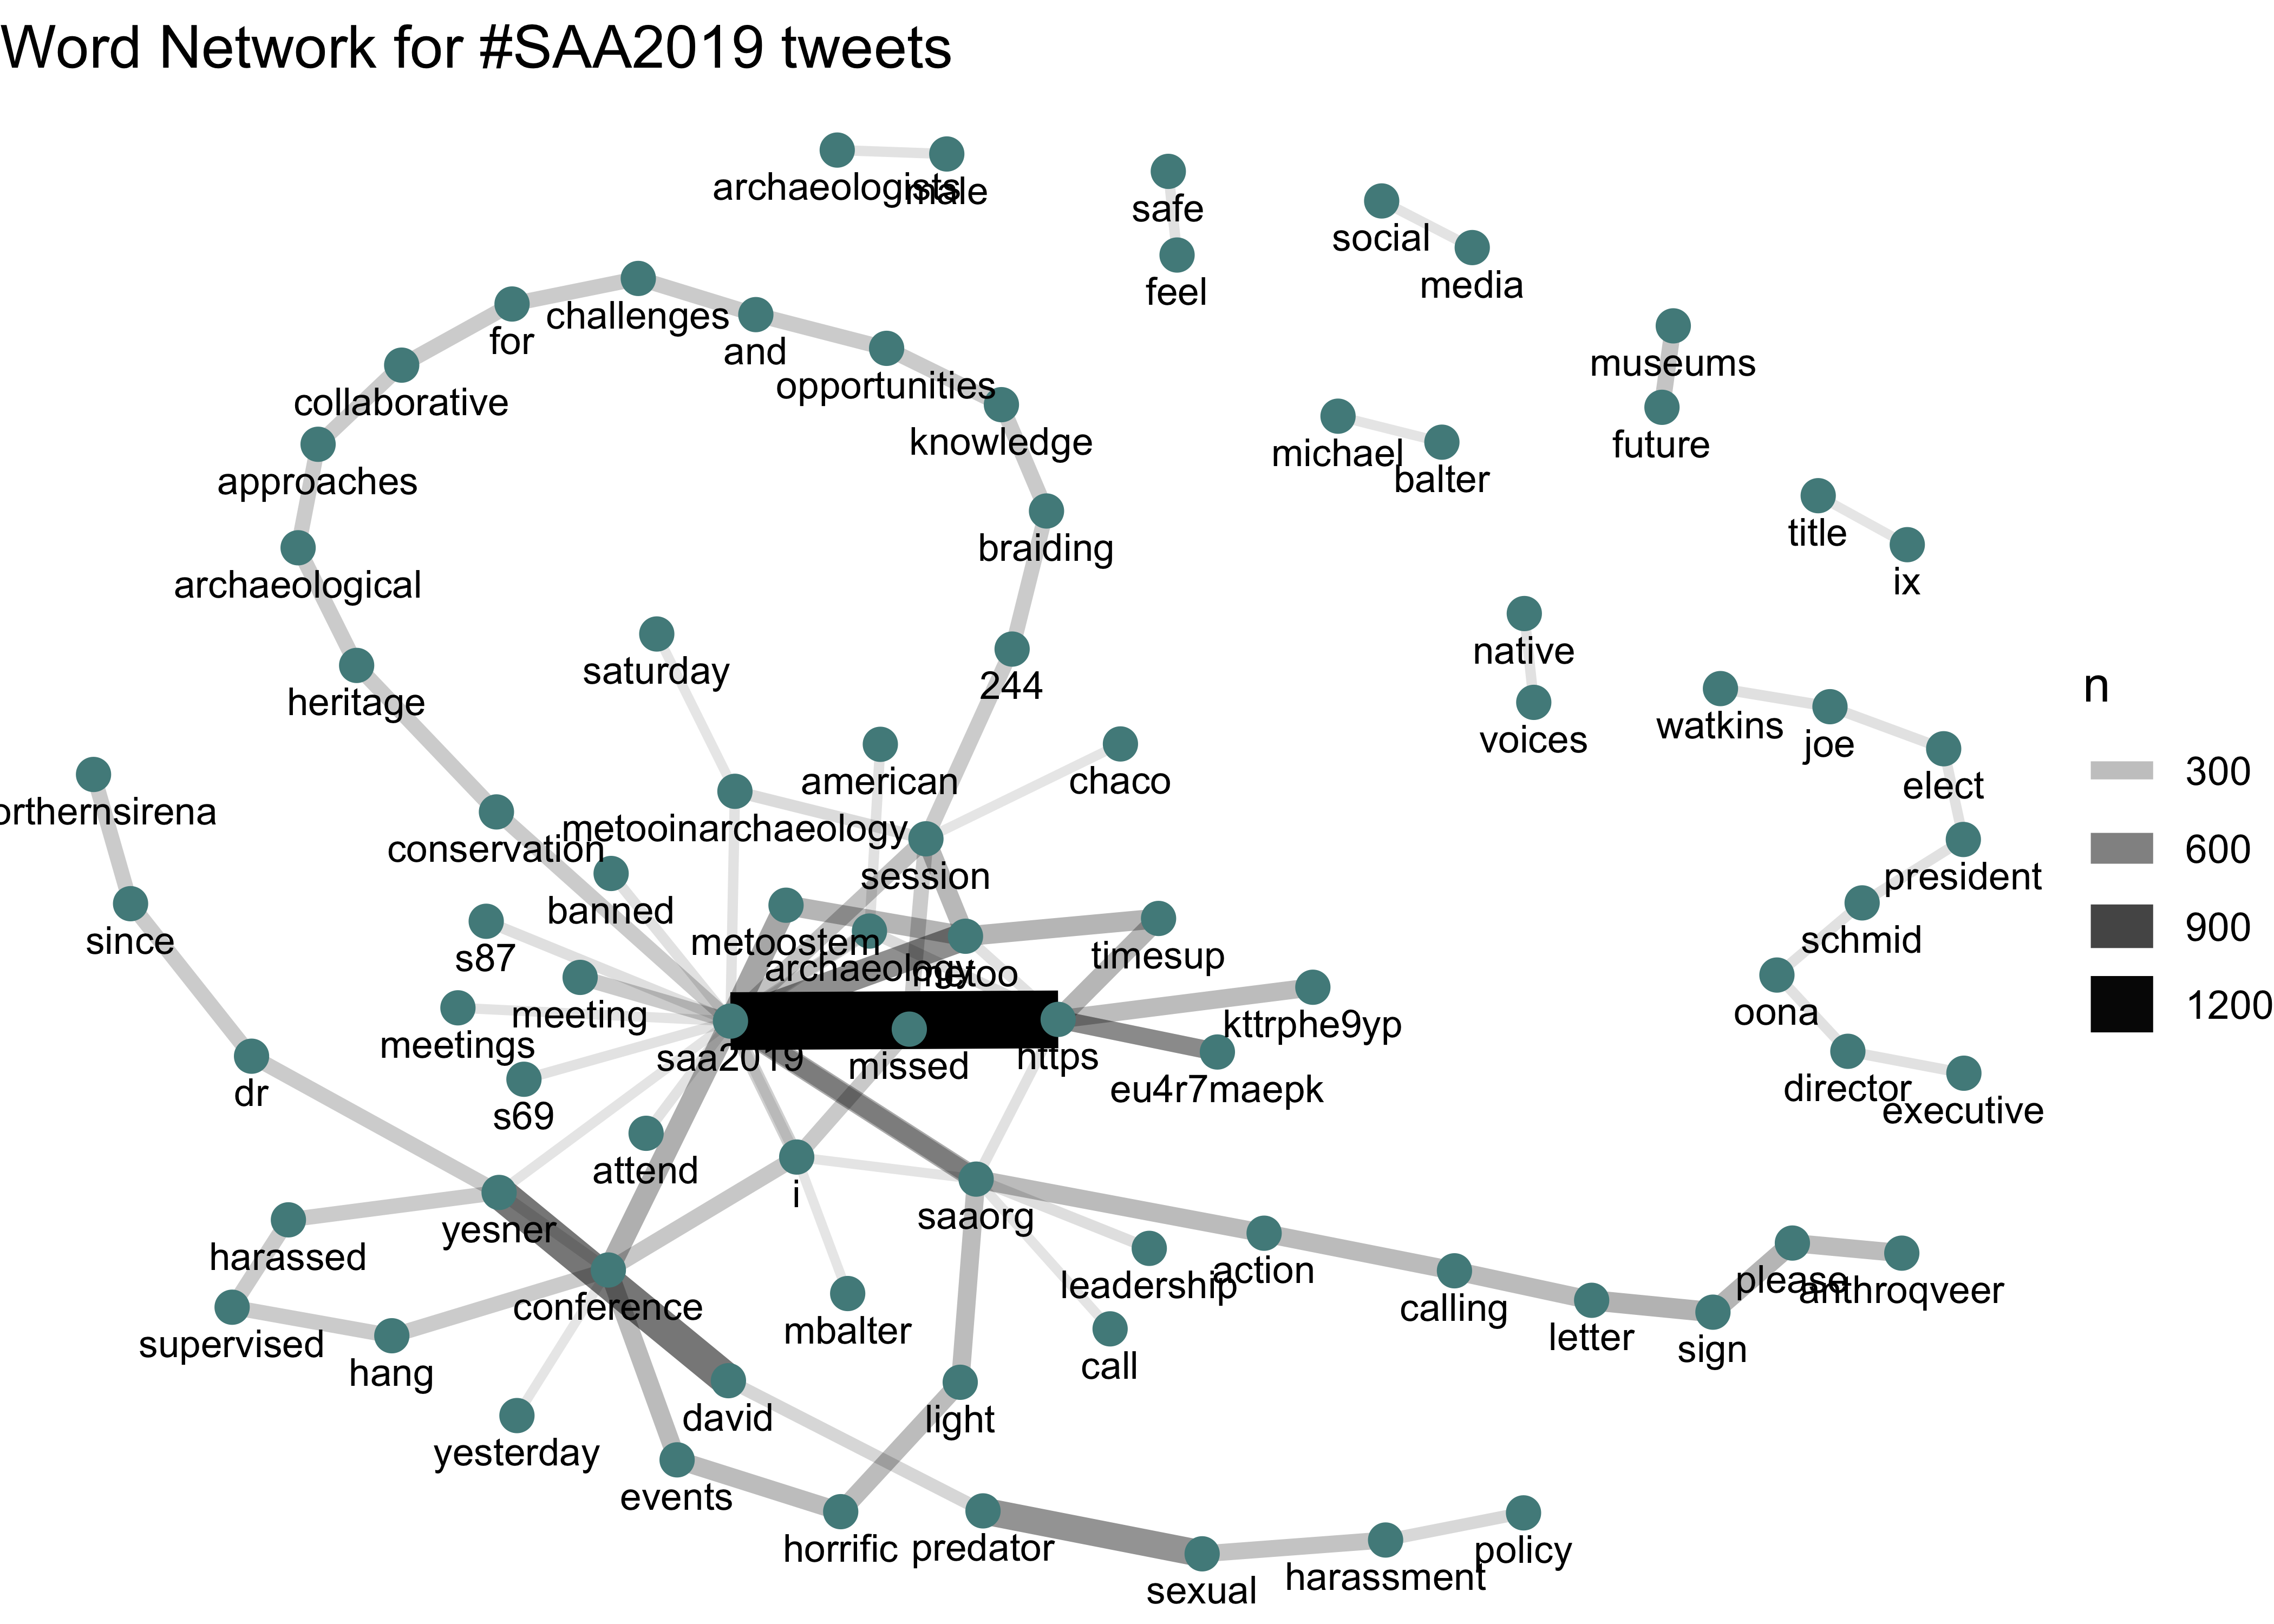 Word Network for #SAA2019 tweets
archaeologists
male
safe
feel
social
media
challenges
for
and
opportunities
collaborative
knowledge
approaches
braiding
archaeological
museums
future
michael
balter
title
ix
native
voices
saturday
244
heritage
watkins
joe
elect
president
n
300
600
900
1200
american
chaco
orthernsirena
metooinarchaeology
conservation
session
banned
since
s87
metoostem
archaeology
metoo
timesup
schmid
oona
meeting
meetings
saa2019
missed
https
kttrphe9yp
eu4r7maepk
director
executive
dr
s69
attend
i
saaorg
yesner
harassed
leadership
action
please
anthroqveer
conference
mbalter
calling
letter
sign
supervised
hang
call
david
light
yesterday
events
horrific
predator
sexual
harassment
policy